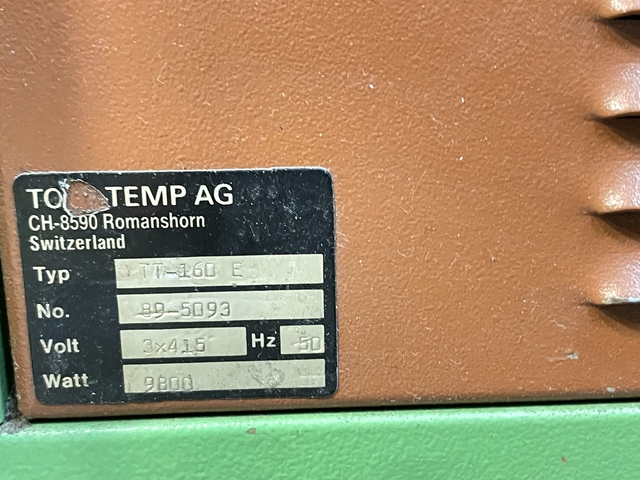 TEMP AG
CH-8590 Romanshorn
Switzerland
Typ TT-160 E
No. 89-5093
Volt 3x415 Hz 50
Watt 9800